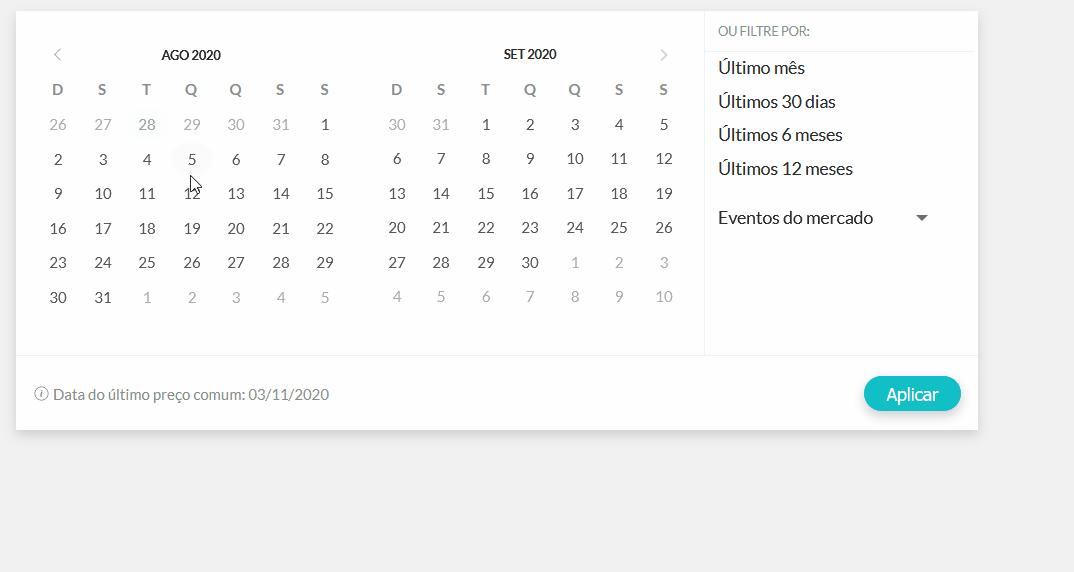 AGO 2020
D S T Q Q S S
26 27 28 29 30 31 1
2 3 4 5 6 7 8
9 10 11 12 13 14 15
16 17 18 19 20 21 22
23 24 25 26 27 28 29
30 31 1 2 3 4 5
SET 2020
D S T Q Q S S
30 31 1 2 3 4 5
6 7 8 9 10 11 12
13 14 15 16 17 18 19
20 21 22 23 24 25 26
27 28 29 30 1 2 3
4 5 6 7 8 9 10
OU FILTRE POR:
Último mês
Últimos 30 dias
Últimos 6 meses
Últimos 12 meses
Eventos do mercado
Data do último preço comum: 03/11/2020
Aplicar